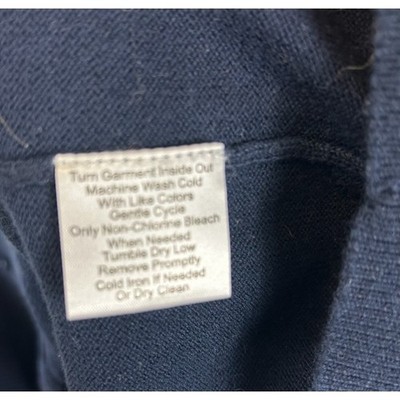 Turn Garment Inside Out
Machine Wash Cold
With Like Colors
Gentle Cycle
Only Non-Chlorine Bleach
When Needed
Tumble Dry Low
Remove Promptly
Cold Iron If Needed
Or Dry Clean